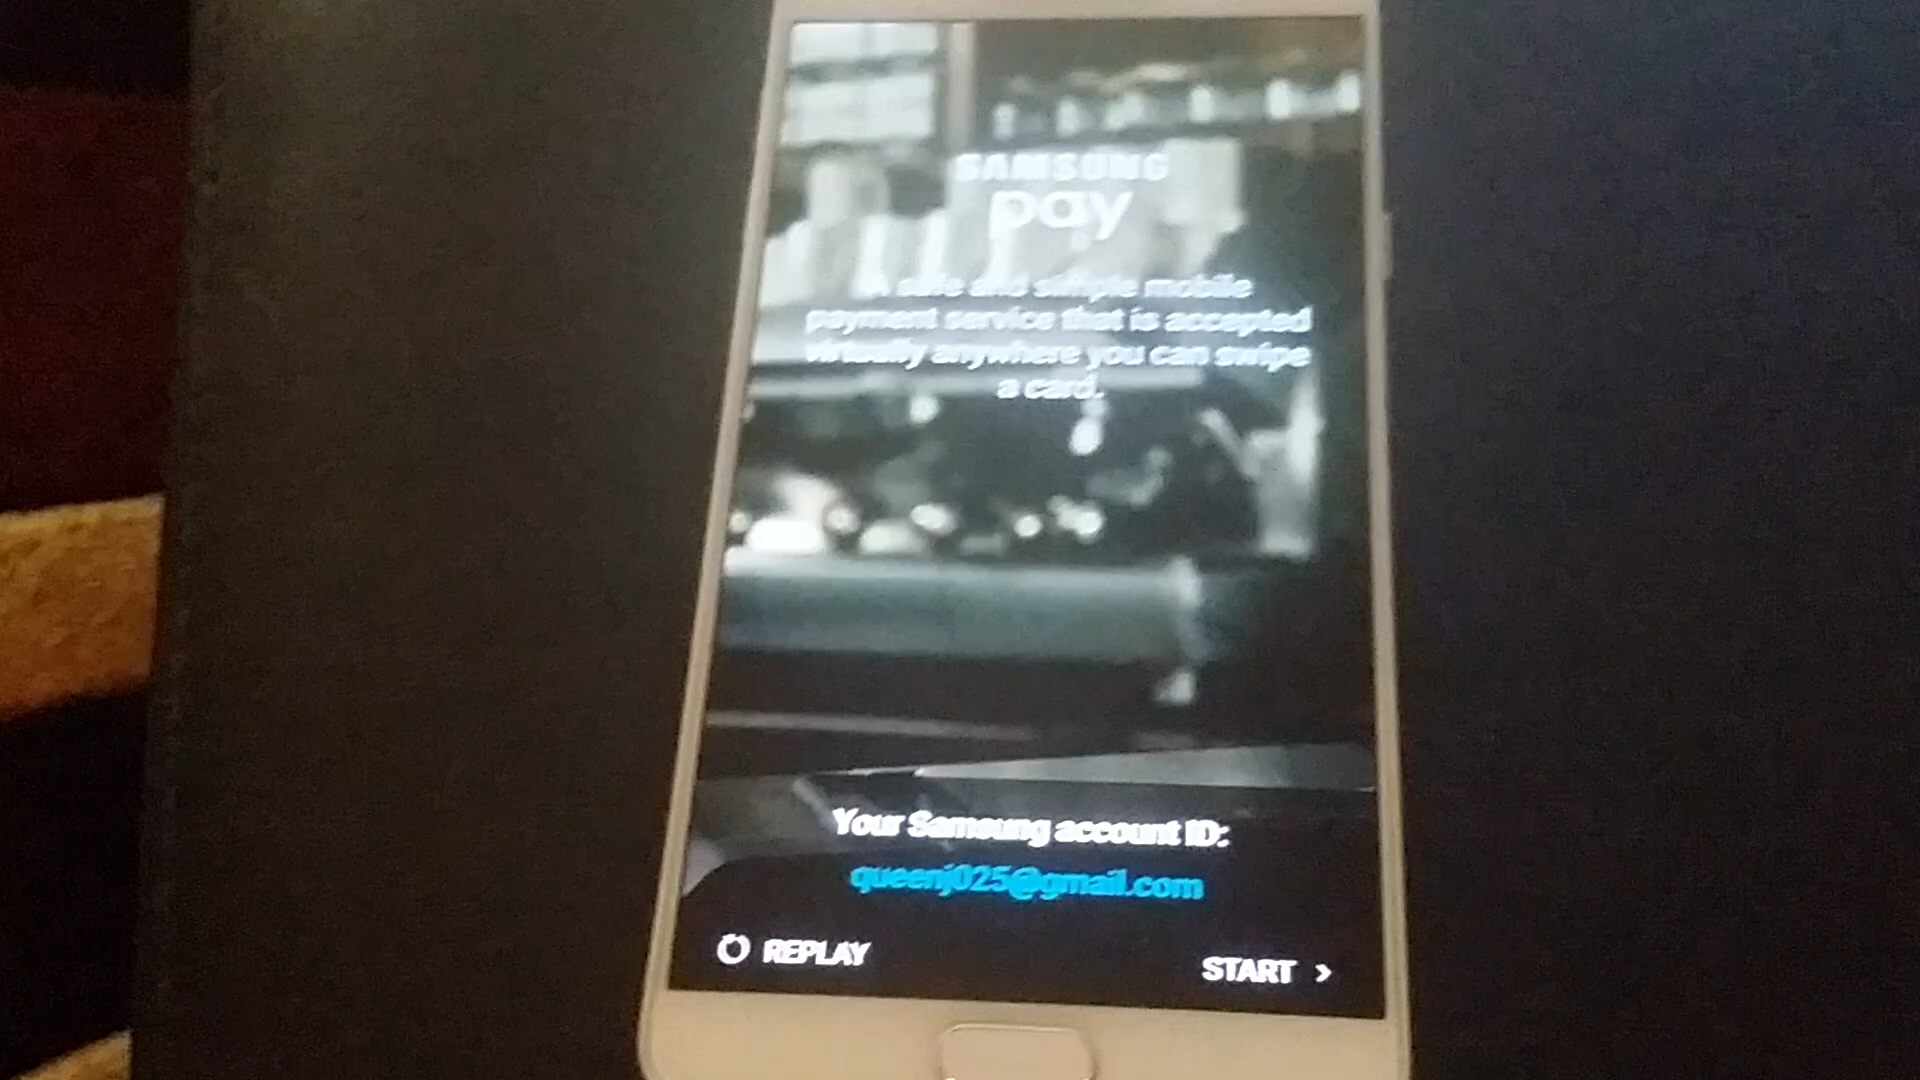 SAMSUNG
pay
A safe and simple mobile
payment service that is accepted
virtually anywhere you can swipe
a card.
Your Samsung account ID:
queenj025@gmail.com
REPLAY
START >